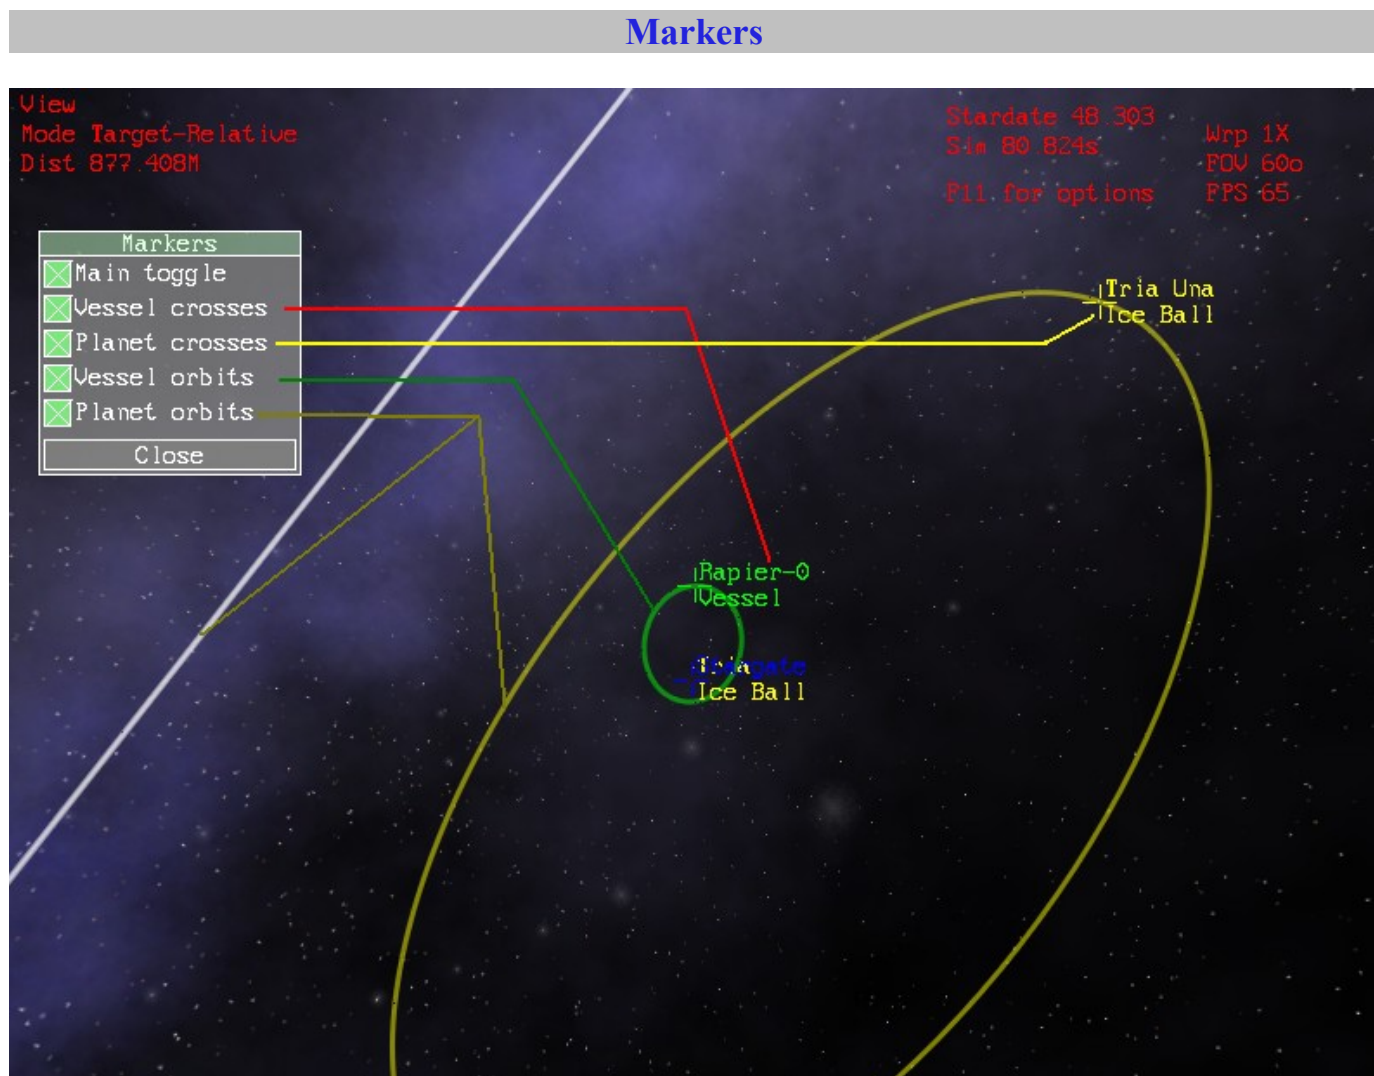 Markers
View
Mode Target-Relative
Dist 877.408M
Stardate 48.303
Sim 80.824s
F11 for options
Wrp 1X
FOV 60o
FPS 65
Markers
Main toggle
Vessel crosses
Planet crosses
Vessel orbits
Planet orbits
Close
Tria Una
Ice Ball
Rapier-0
Vessel
Ice Ball